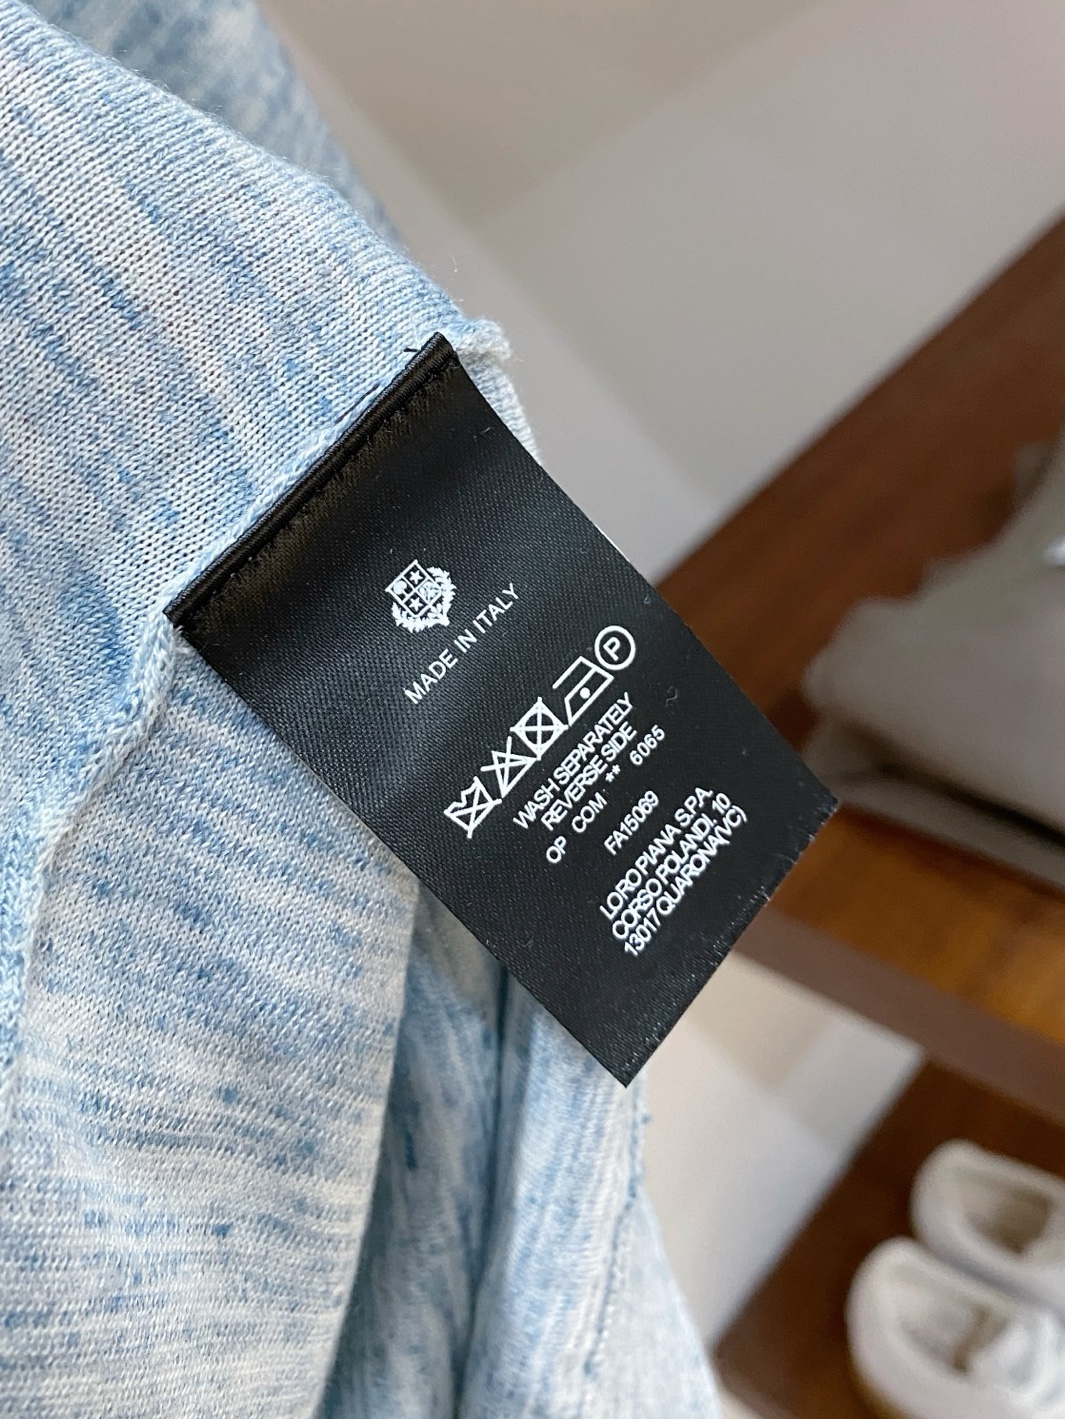 MADE IN ITALY
P
WASH SEPARATELY
REVERSE SIDE
OP COM ** 6065
FA15069
LORO PIANA S.P.A.
CORSO ROLANDI, 10
13017 QUARONA(VC)